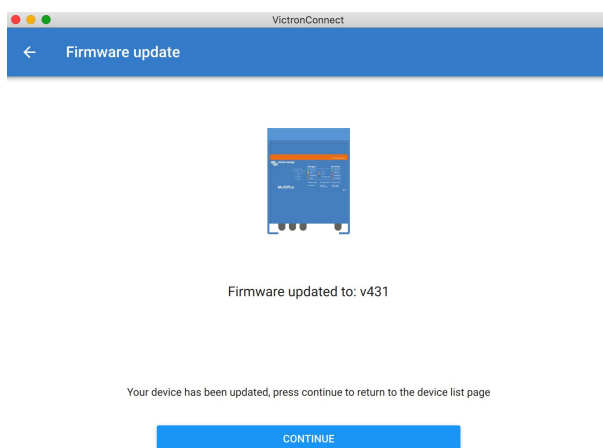 VictronConnect
Firmware update
MultiPlus
Firmware updated to: v431
Your device has been updated, press continue to return to the device list page
CONTINUE